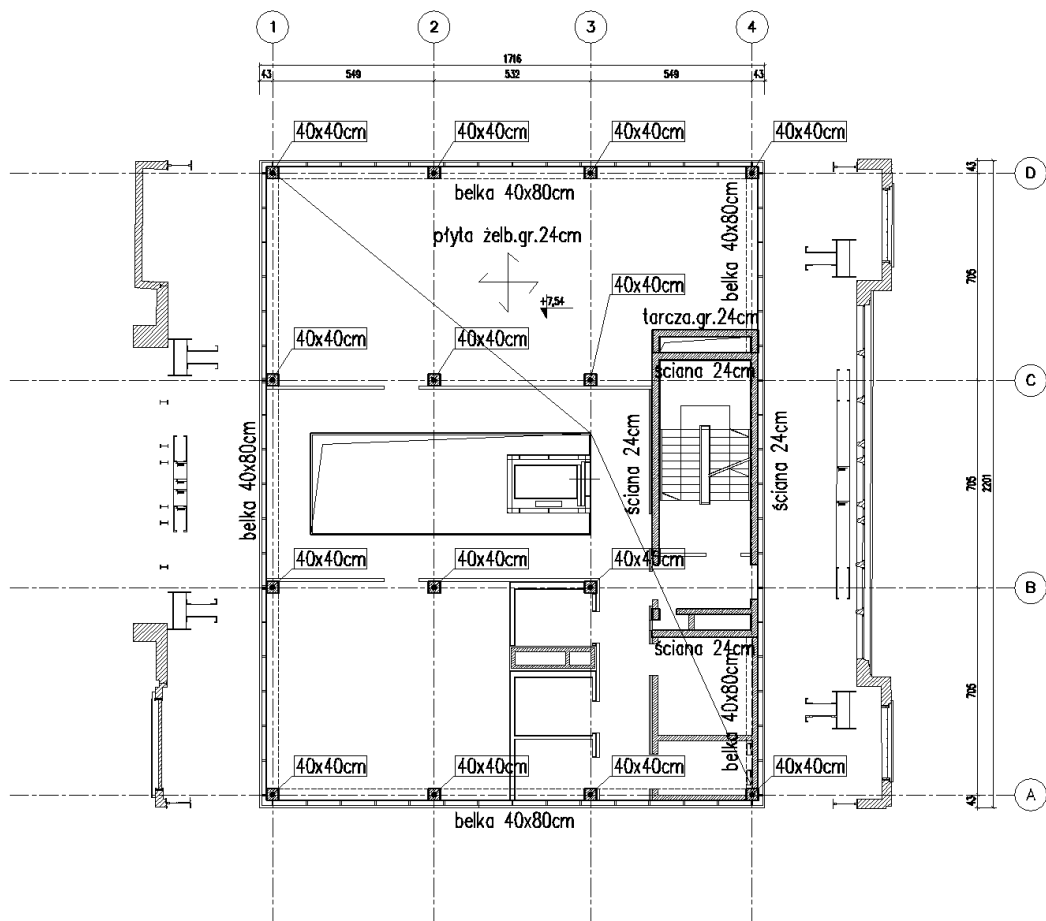 1 2 3 4
1716
43 549 532 549 43
40x40cm 40x40cm 40x40cm 40x40cm
43
D
belka 40x80cm
belka 40x80cm
płyta żelb.gr.24cm
705
40x40cm
+7,54
tarcza.gr.24cm
40x40cm 40x40cm
ściana 24cm
C
belka 40x80cm
ściana 24cm
ściana 24cm
705
2201
40x40cm 40x40cm 40x40cm
B
ściana 24cm
belka 40x80cm
705
40x40cm 40x40cm 40x40cm 40x40cm
A
43
belka 40x80cm